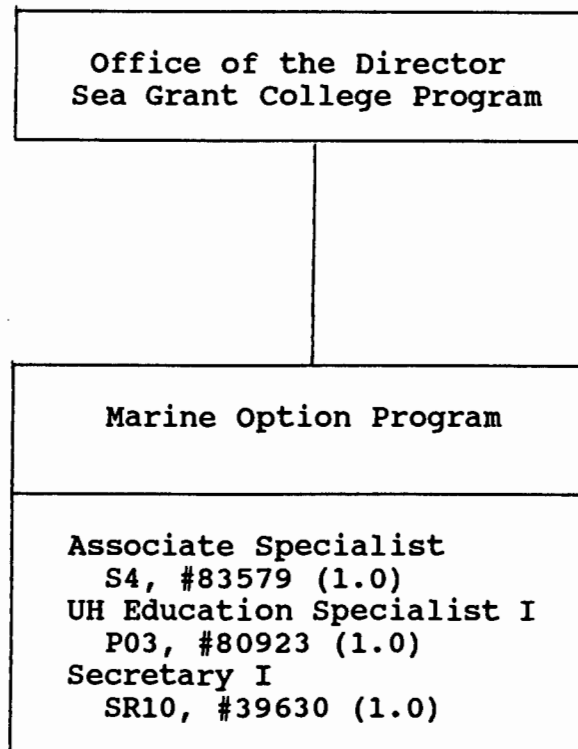 Office of the Director
Sea Grant College Program
Marine Option Program
Associate Specialist
S4, #83579 (1.0)
UH Education Specialist I
P03, #80923 (1.0)
Secretary I
SR10, #39630 (1.0)